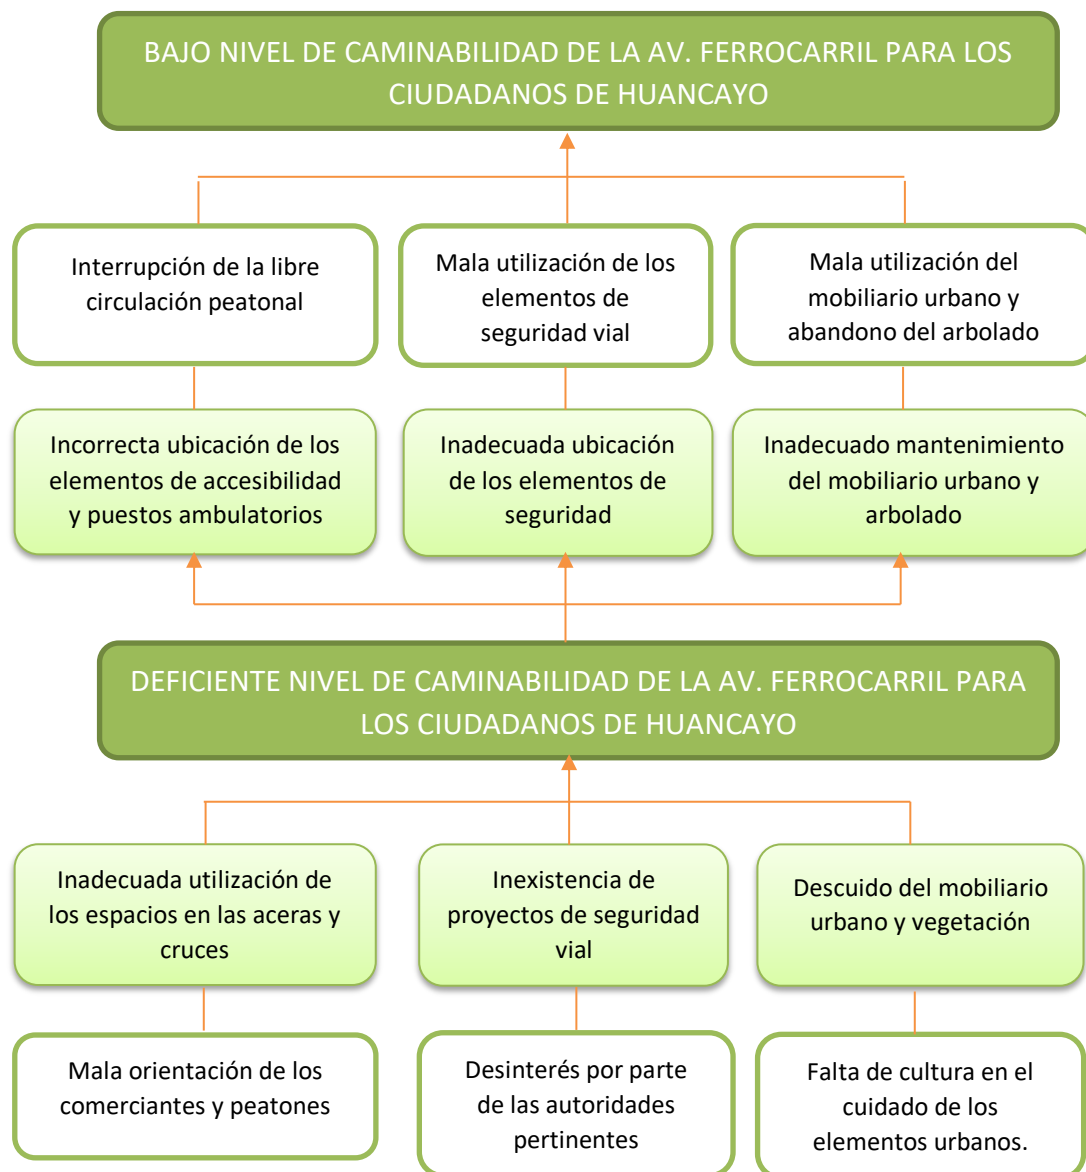 BAJO NIVEL DE CAMINABILIDAD DE LA AV. FERROCARRIL PARA LOS
CIUDADANOS DE HUANCAYO
Interrupción de la libre
circulación peatonal
Mala utilización de los
elementos de
seguridad vial
Mala utilización del
mobiliario urbano y
abandono del arbolado
Incorrecta ubicación de los
elementos de accesibilidad
y puestos ambulatorios
Inadecuada ubicación
de los elementos de
seguridad
Inadecuado mantenimiento
del mobiliario urbano y
arbolado
DEFICIENTE NIVEL DE CAMINABILIDAD DE LA AV. FERROCARRIL PARA
LOS CIUDADANOS DE HUANCAYO
Inadecuada utilización de
los espacios en las aceras y
cruces
Inexistencia de
proyectos de seguridad
vial
Descuido del mobiliario
urbano y vegetación
Mala orientación de los
comerciantes y peatones
Desinterés por parte
de las autoridades
pertinentes
Falta de cultura en el
cuidado de los
elementos urbanos.